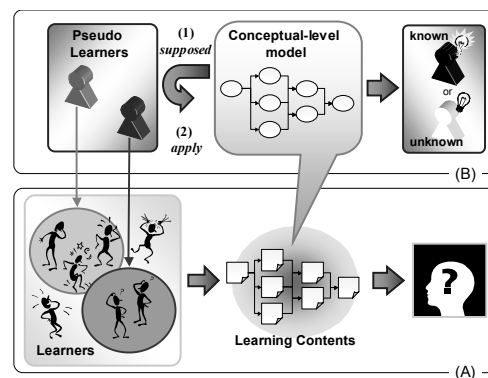 Pseudo
Learners
(1)
supposed
(2)
apply
Conceptual-level
model
known
or
unknown
(B)
Learners
Learning Contents
?
(A)